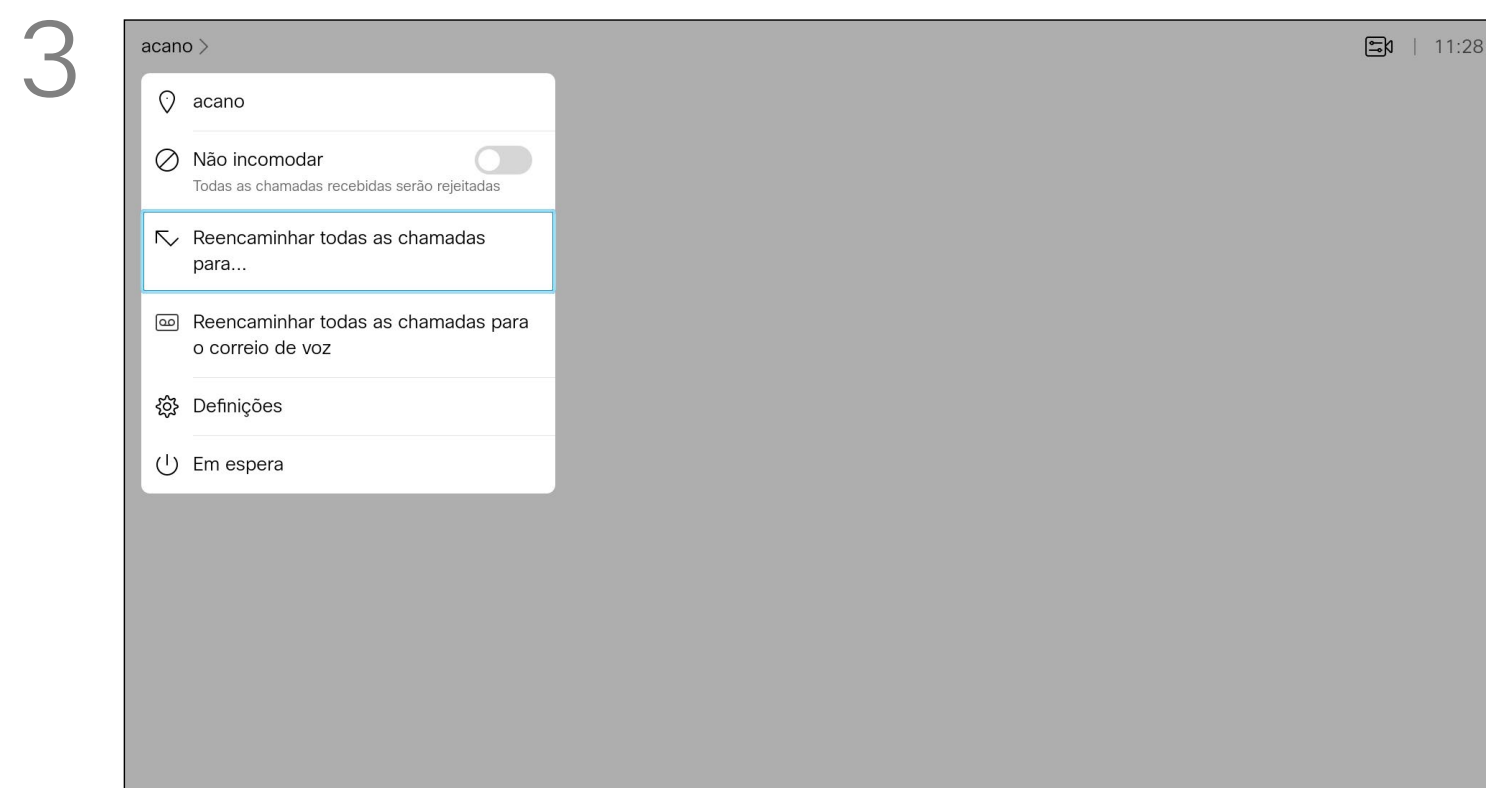 3
acano >
11:28
acano
Não incomodar
Todas as chamadas recebidas serão rejeitadas
Reencaminhar todas as chamadas
para...
Reencaminhar todas as chamadas para
o correio de voz
Definições
Em espera